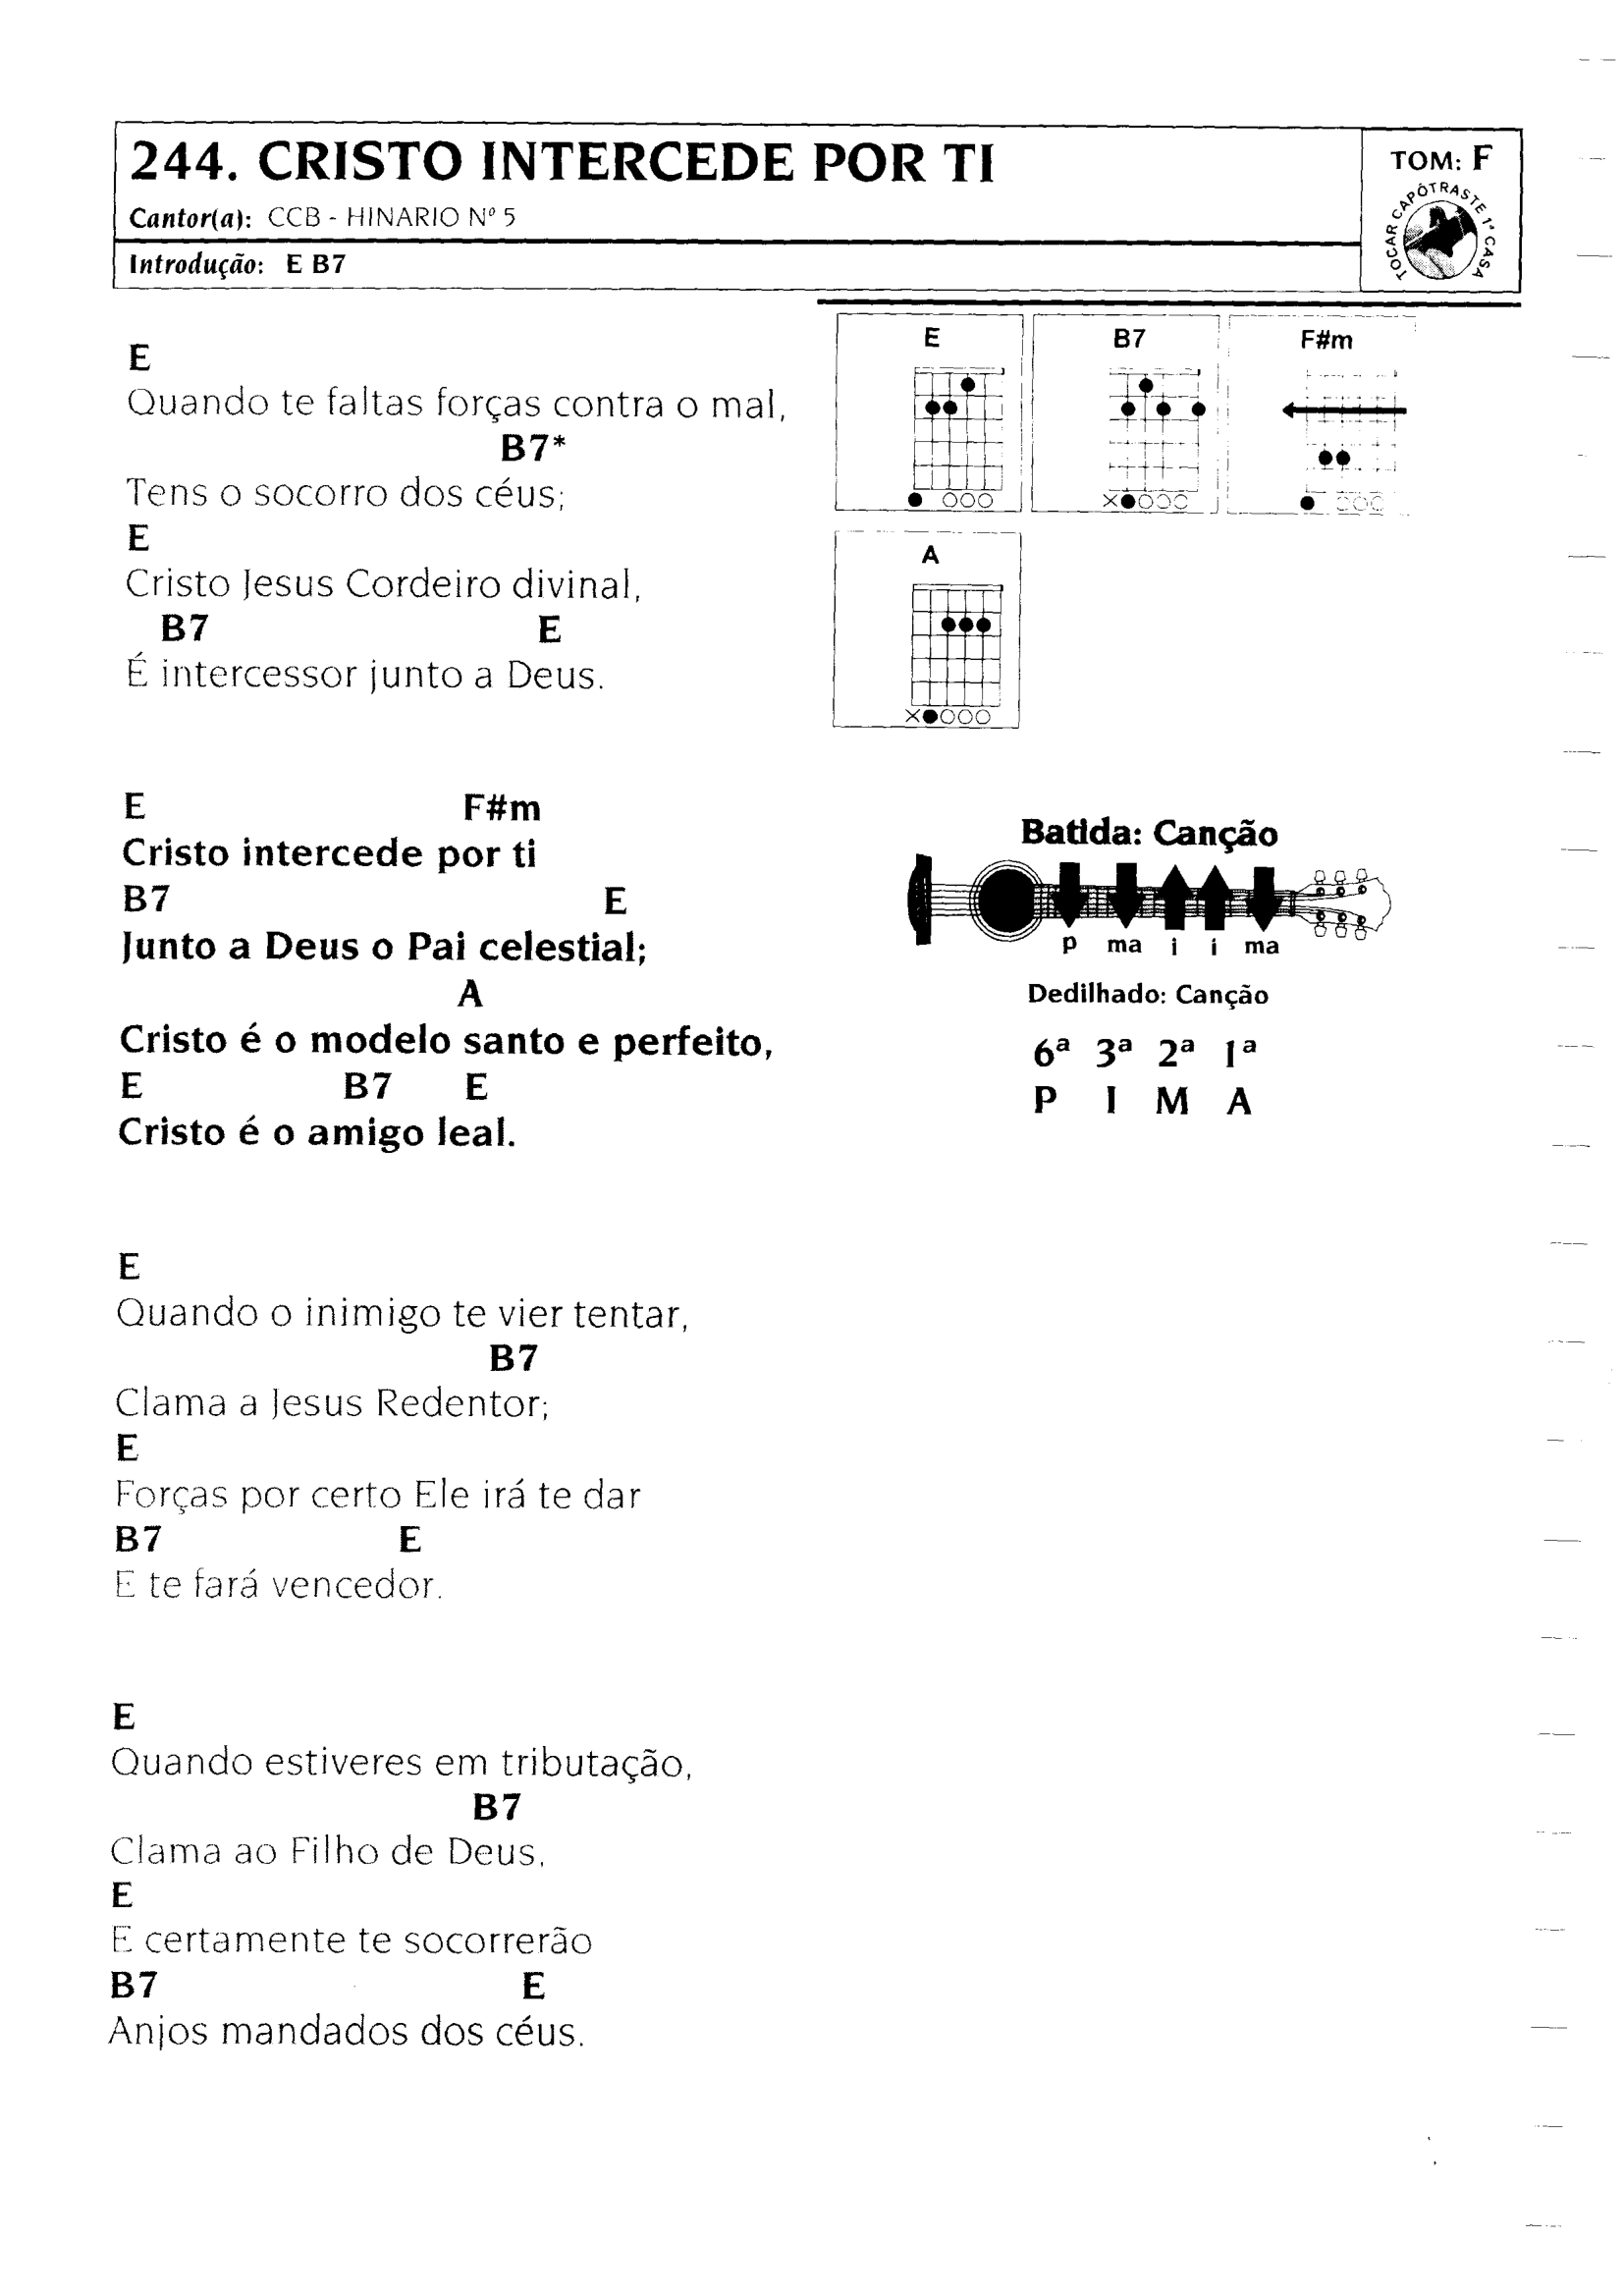 244. CRISTO INTERCEDE POR TI
Cantor(a): CCB - HINARIO Nº 5
Introdução: E B7
TOM: F
TOCAR CAPÔTRASTE 1ª CASA
E
Quando te faltas forças contra o mal,
B7*
Tens o socorro dos céus;
E
Cristo Jesus Cordeiro divinal,
B7 E
É intercessor junto a Deus.
E F#m
Cristo intercede por ti
B7 E
Junto a Deus o Pai celestial;
A
Cristo é o modelo santo e perfeito,
E B7 E
Cristo é o amigo leal.
E
Quando o inimigo te vier tentar,
B7
Clama a Jesus Redentor;
E
Forças por certo Ele irá te dar
B7 E
E te fará vencedor.
E
Quando estiveres em tributação,
B7
Clama ao Filho de Deus,
E
E certamente te socorrerão
B7 E
Anjos mandados dos céus.
E B7 F#m
A
Batida: Canção
p ma i i ma
Dedilhado: Canção
6ª 3ª 2ª 1ª
P I M A